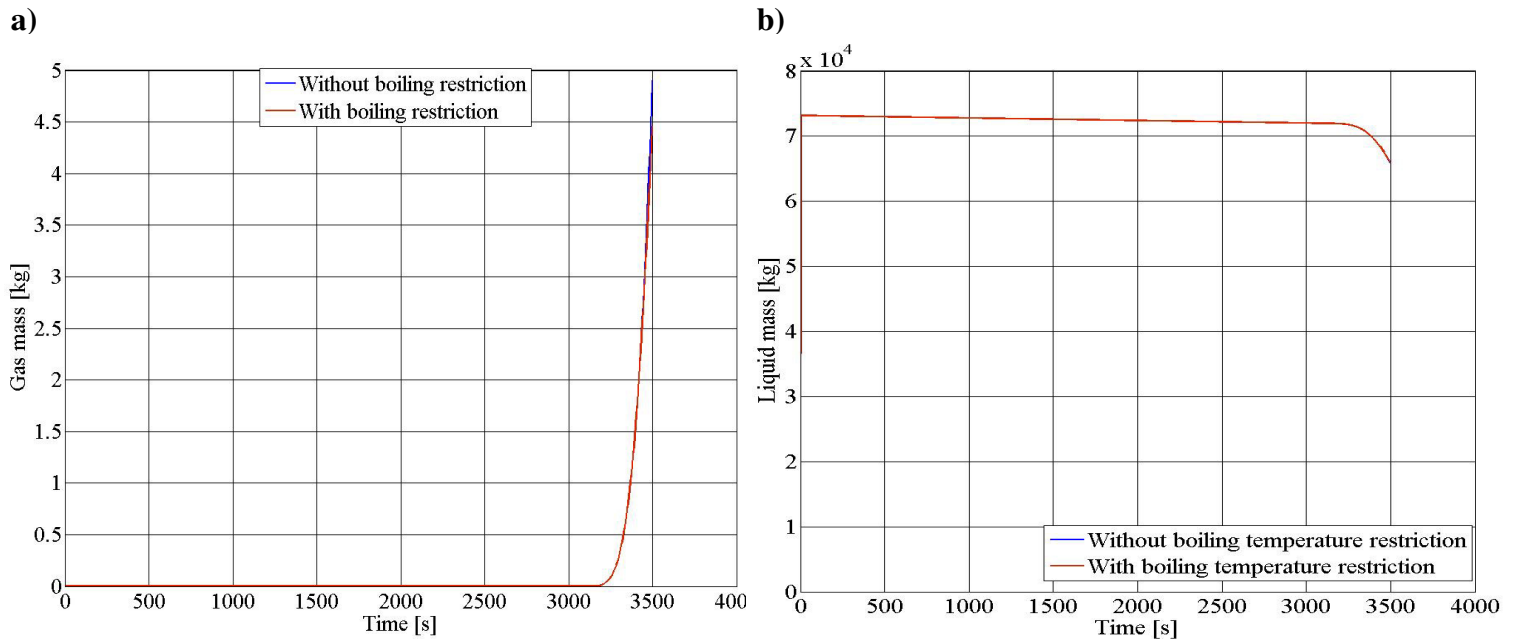 a)
Without boiling restriction
With boiling restriction
5
4.5
4
3.5
3
2.5
2
1.5
1
0.5
0
Gas mass [kg]
0 500 1000 1500 2000 2500 3000 3500 400
Time [s]
b)
x 10^4
8
7
6
5
4
3
2
1
0
Liquid mass [kg]
Without boiling temperature restriction
With boiling temperature restriction
0 500 1000 1500 2000 2500 3000 3500 4000
Time [s]